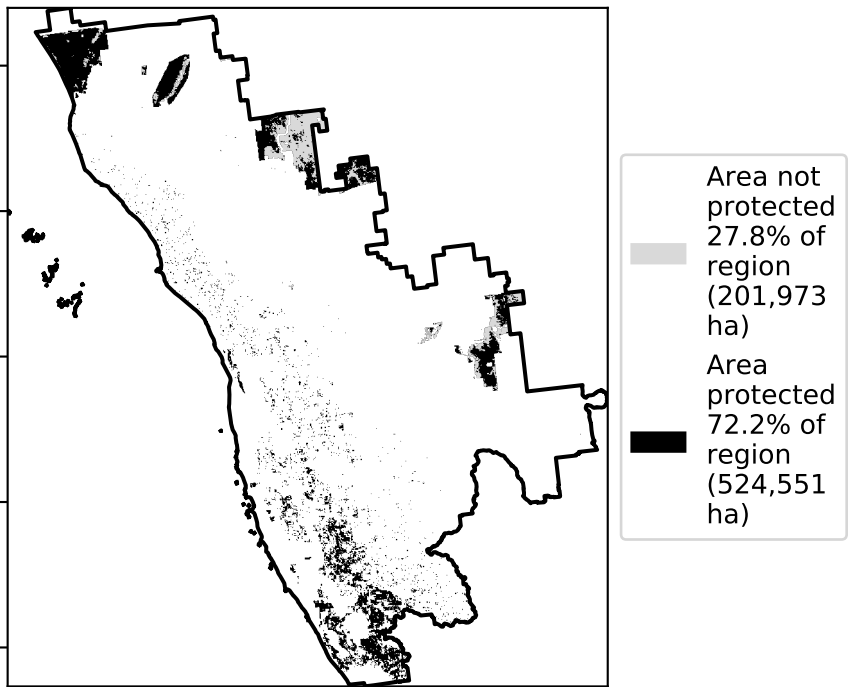 Area not
protected
27.8% of
region
(201,973
ha)
Area
protected
72.2% of
region
(524,551
ha)